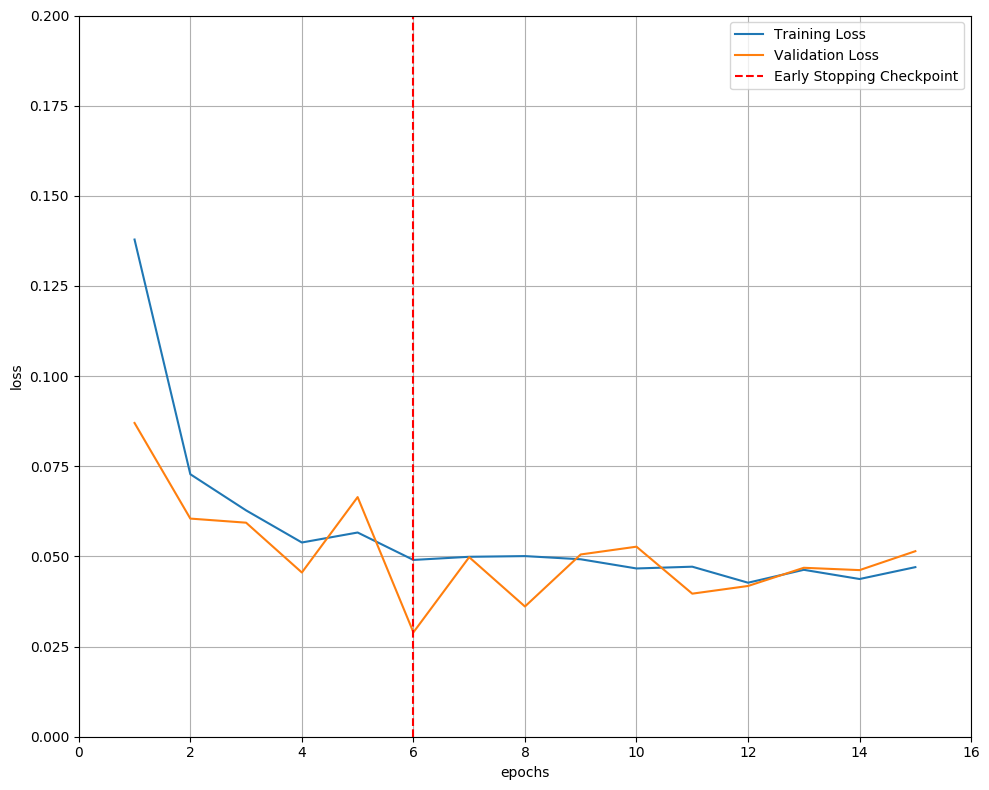 0.200
0.175
0.150
0.125
0.100
0.075
0.050
0.025
0.000
loss
0 2 4 6 8 10 12 14 16
epochs
Training Loss
Validation Loss
Early Stopping Checkpoint